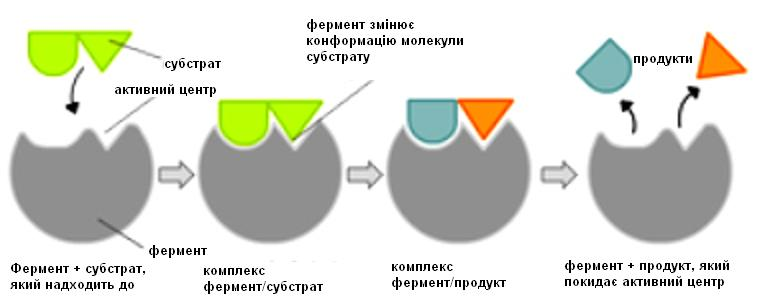 фермент змінює
конформацію молекули
субстрату
субстрат
активний центр
продукти
фермент
Фермент + субстрат,
який надходить до
комплекс
фермент/субстрат
комплекс
фермент/продукт
фермент + продукт, який
покидає активний центр